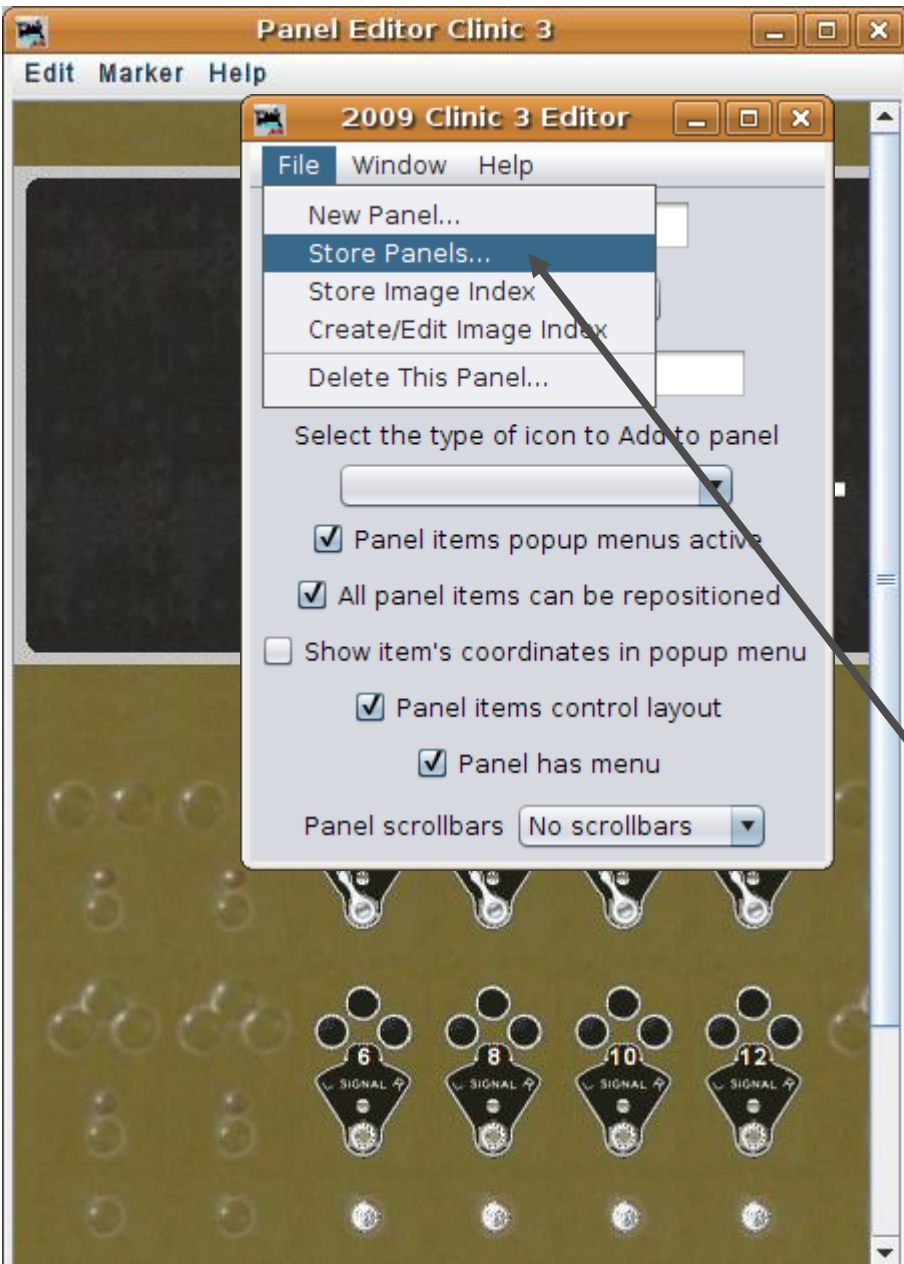 Panel Editor Clinic 3
Edit Marker Help
2009 Clinic 3 Editor
File Window Help
New Panel...
Store Panels...
Store Image Index
Create/Edit Image Index
Delete This Panel...
Select the type of icon to Add to panel
Panel items popup menus active
All panel items can be repositioned
Show item's coordinates in popup menu
Panel items control layout
Panel has menu
Panel scrollbars No scrollbars
6 8 10 12
L SIGNAL R L SIGNAL R L SIGNAL R L SIGNAL R